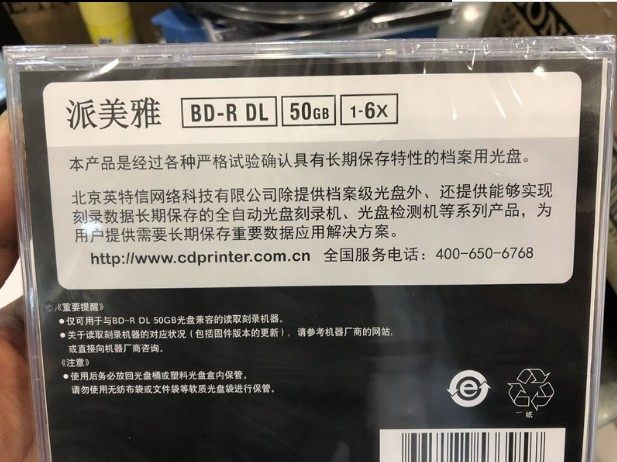 派美雅 BD-R DL 50GB 1-6X
本产品是经过各种严格试验确认具有长期保存特性的档案用光盘。
北京英特信网络科技有限公司除提供档案级光盘外、还提供能够实现
刻录数据长期保存的全自动光盘刻录机、光盘检测机等系列产品，为
用户提供需要长期保存重要数据应用解决方案。
http://www.cdprinter.com.cn 全国服务电话：400-650-6768
《重要提醒》
●仅可用于与BD-R DL 50GB光盘兼容的读取刻录机器。
●关于读取刻录机器的对应状况（包括固件版本的更新），请参考机器厂商的网站，
或直接向机器厂商咨询。
《注意》
●使用后务必放回光盘桶或塑料光盘盒内保管。
请勿使用无纺布袋或文件袋等软质光盘袋进行保管。
e
纸